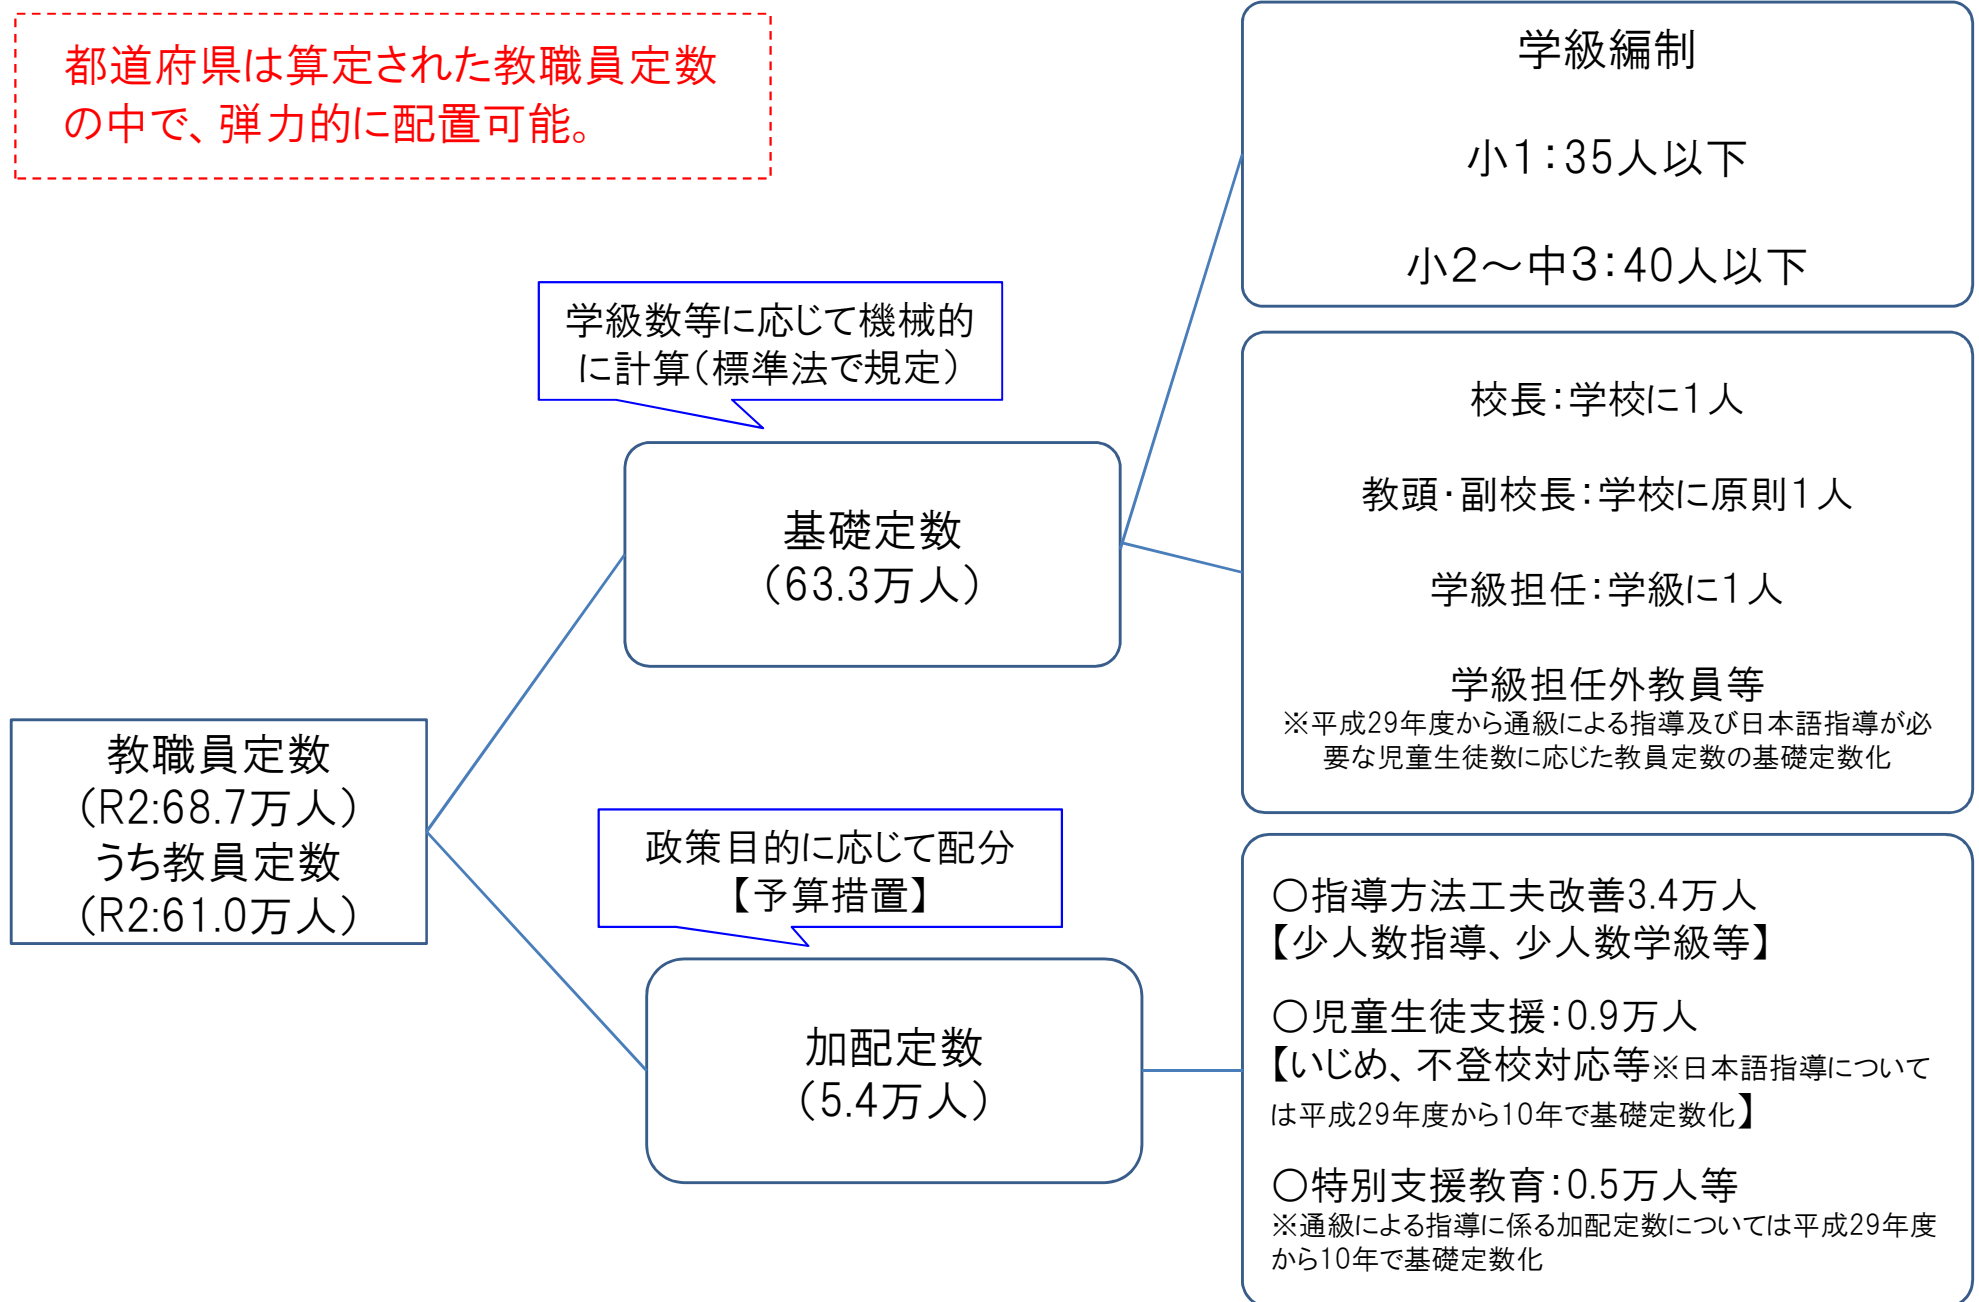 都道府県は算定された教職員定数
の中で、弾力的に配置可能。
学級編制
小1：35人以下
小2～中3：40人以下
学級数等に応じて機械的
に計算（標準法で規定）
基礎定数
（63.3万人）
校長：学校に1人
教頭・副校長：学校に原則1人
学級担任：学級に1人
学級担任外教員等
※平成29年度から通級による指導及び日本語指導が必
要な児童生徒数に応じた教員定数の基礎定数化
教職員定数
（R2:68.7万人）
うち教員定数
（R2:61.0万人）
政策目的に応じて配分
【予算措置】
加配定数
（5.4万人）
○指導方法工夫改善3.4万人
【少人数指導、少人数学級等】
○児童生徒支援：0.9万人
【いじめ、不登校対応等※日本語指導について
は平成29年度から10年で基礎定数化】
○特別支援教育：0.5万人等
※通級による指導に係る加配定数については平成29年度
から10年で基礎定数化